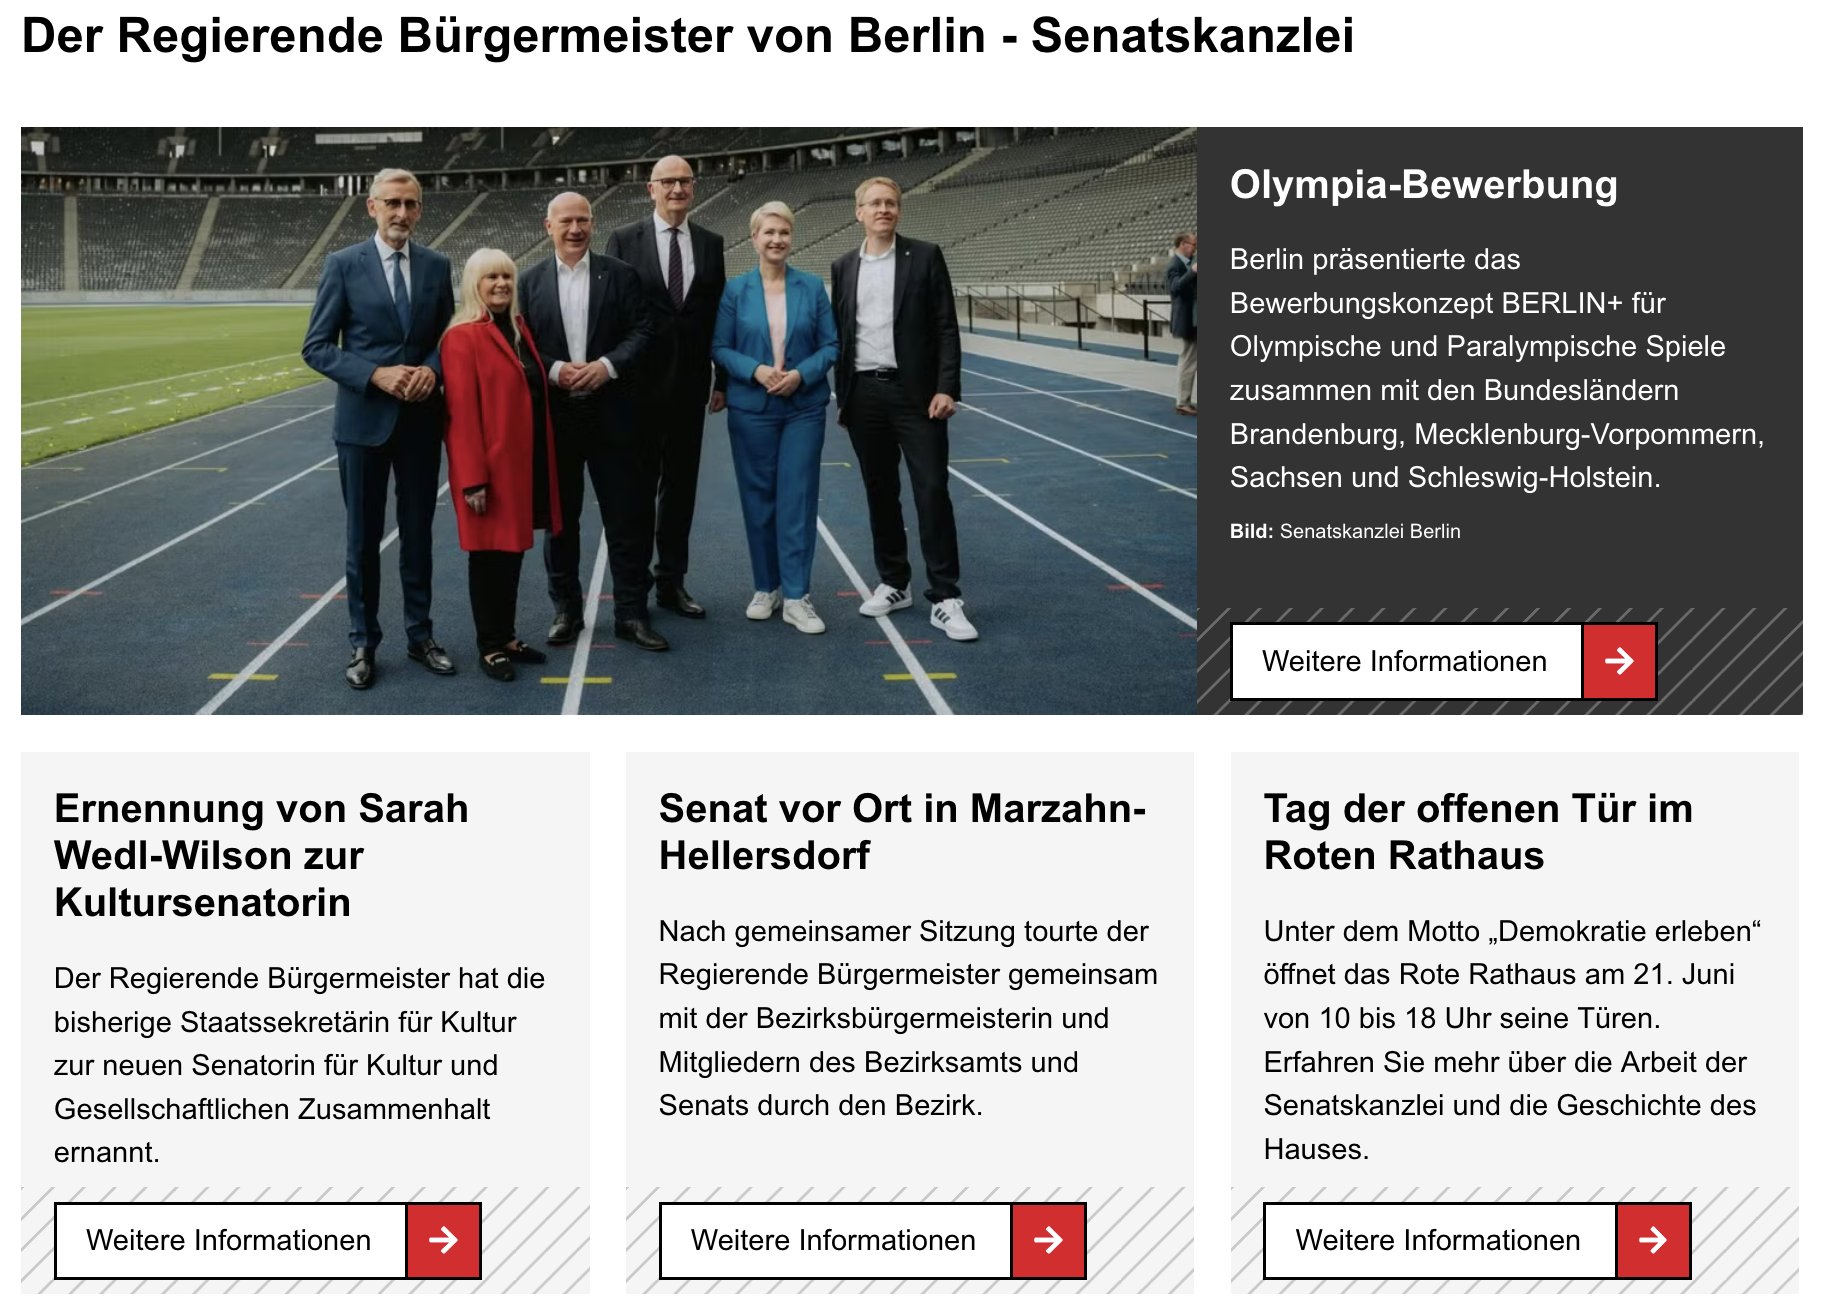 Der Regierende Bürgermeister von Berlin - Senatskanzlei
Olympia-Bewerbung
Berlin präsentierte das
Bewerbungskonzept BERLIN+ für
Olympische und Paralympische Spiele
zusammen mit den Bundesländern
Brandenburg, Mecklenburg-Vorpommern,
Sachsen und Schleswig-Holstein.
Bild: Senatskanzlei Berlin
Weitere Informationen
Ernennung von Sarah
Wedl-Wilson zur
Kultursenatorin
Der Regierende Bürgermeister hat die
bisherige Staatssekretärin für Kultur
zur neuen Senatorin für Kultur und
Gesellschaftlichen Zusammenhalt
ernannt.
Weitere Informationen
Senat vor Ort in Marzahn-
Hellersdorf
Nach gemeinsamer Sitzung tourte der
Regierende Bürgermeister gemeinsam
mit der Bezirksbürgermeisterin und
Mitgliedern des Bezirksamts und
Senats durch den Bezirk.
Weitere Informationen
Tag der offenen Tür im
Roten Rathaus
Unter dem Motto „Demokratie erleben“
öffnet das Rote Rathaus am 21. Juni
von 10 bis 18 Uhr seine Türen.
Erfahren Sie mehr über die Arbeit der
Senatskanzlei und die Geschichte des
Hauses.
Weitere Informationen